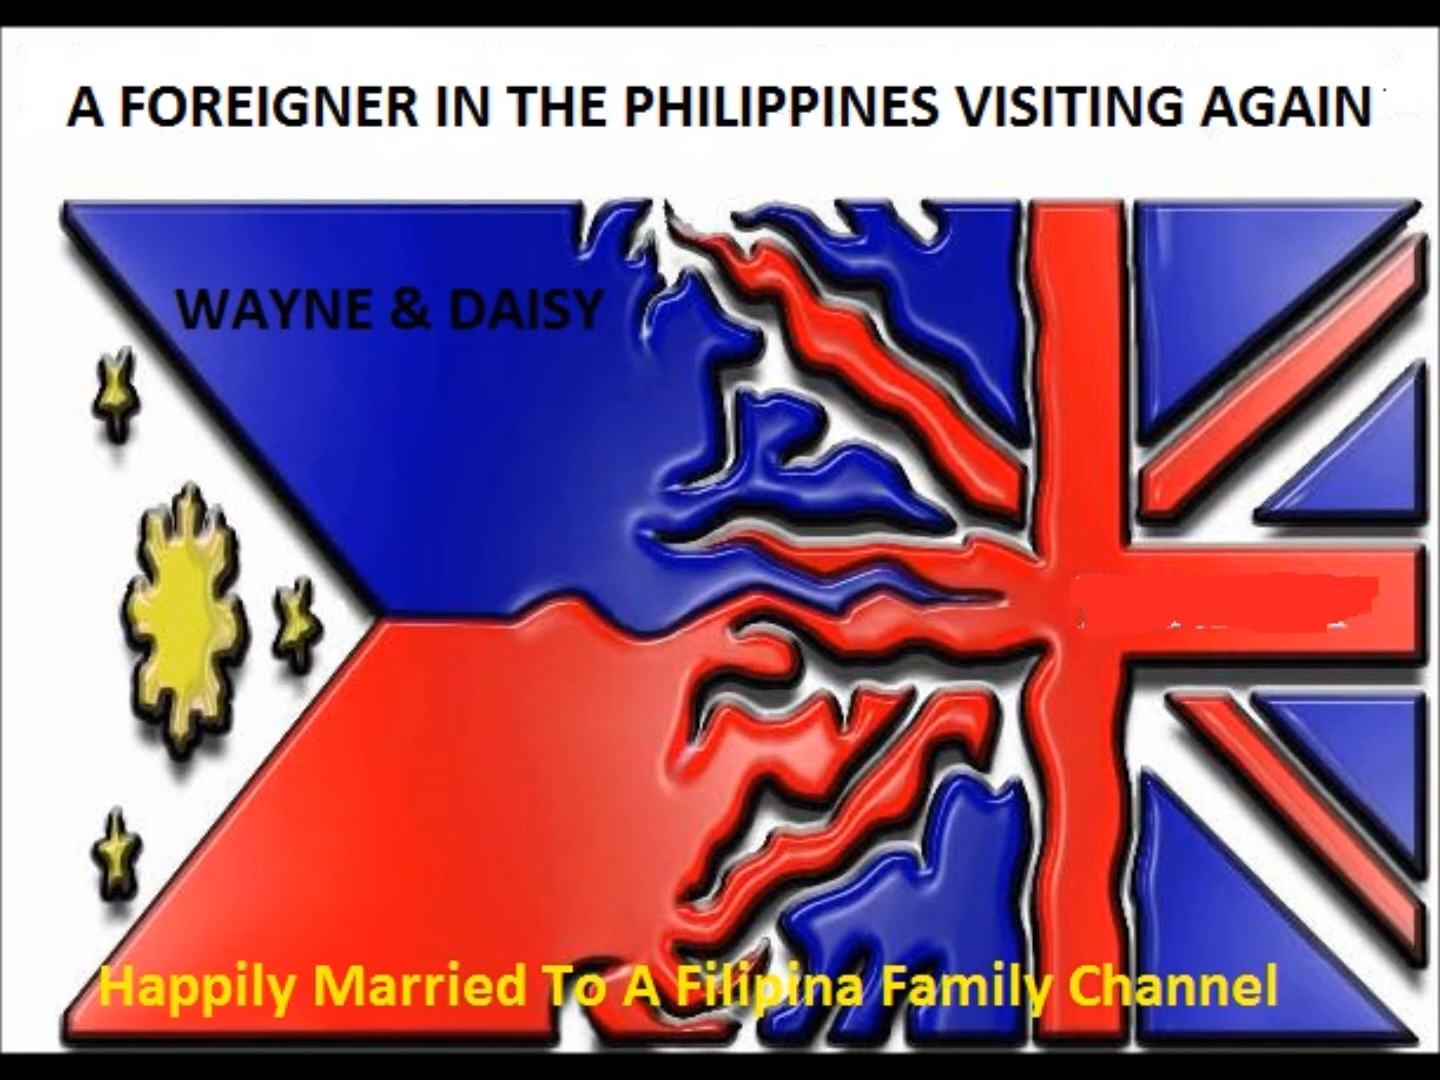 A FOREIGNER IN THE PHILIPPINES VISITING AGAIN
WAYNE & DAISY
Happily Married To A Filipina Family Channel